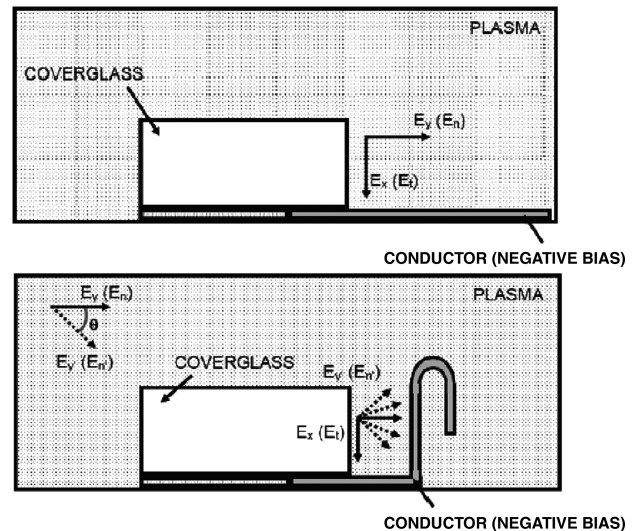 PLASMA
COVERGLASS
Ey (En)
Ex (Et)
CONDUCTOR (NEGATIVE BIAS)
Ey (En)
PLASMA
θ
Ey' (En')
COVERGLASS
Ey' (En')
Ex (Et)
CONDUCTOR (NEGATIVE BIAS)